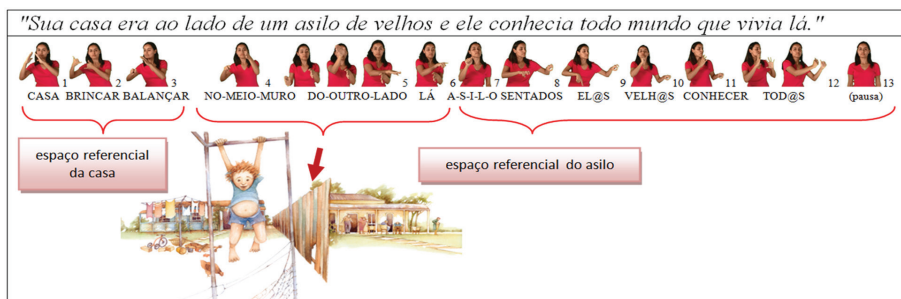 "Sua casa era ao lado de um asilo de velhos e ele conhecia todo mundo que vivia lá."
1 2 3 4 5 6 7 8 9 10 11 12 13
CASA BRINCAR BALANÇAR NO-MEIO-MURO DO-OUTRO-LADO LÁ A-S-I-L-O SENTADOS EL@S VELH@S CONHECER TOD@S (pausa)
espaço referencial
da casa
espaço referencial do asilo